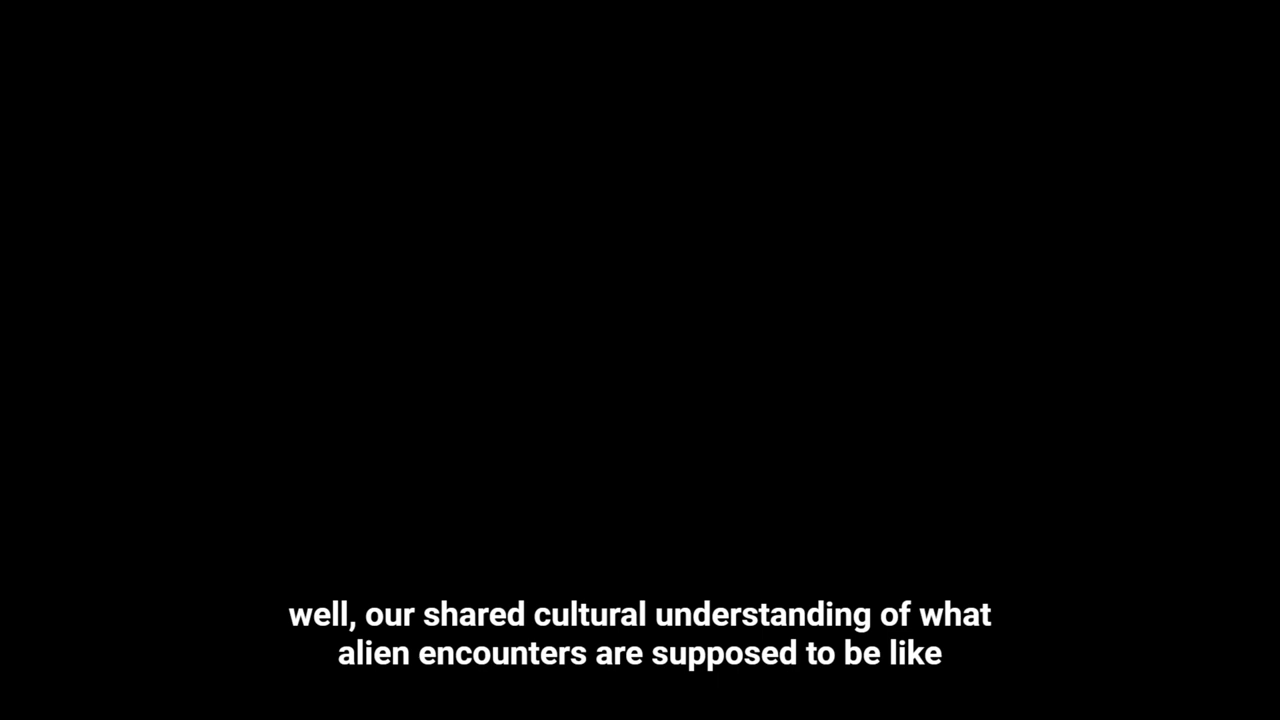 well, our shared cultural understanding of what
alien encounters are supposed to be like